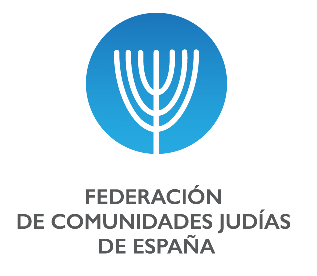 FEDERACIÓN
DE COMUNIDADES JUDÍAS
DE ESPAÑA